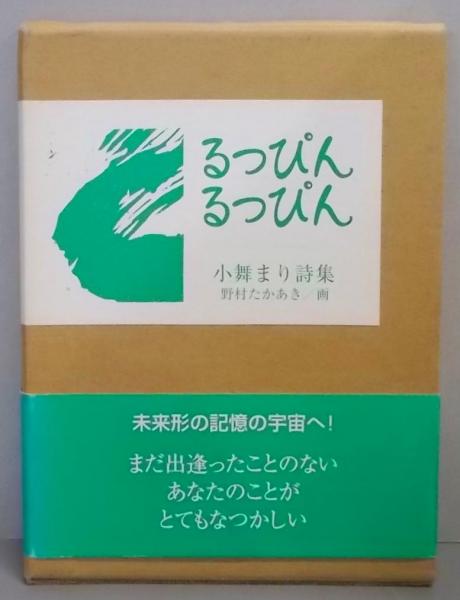 るっぴん
るっぴん
小舞まり詩集
野村たかあき／画
未来形の記憶の宇宙へ！
まだ出逢ったことのない
あなたのことが
とてもなつかしい